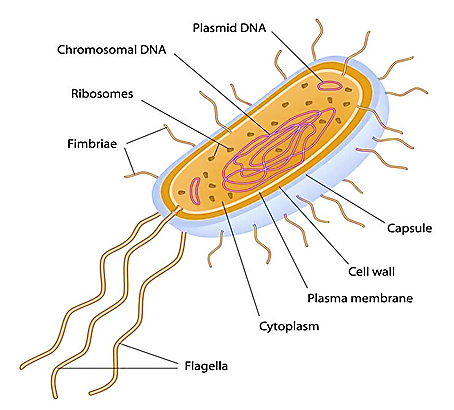 Plasmid DNA
Chromosomal DNA
Ribosomes
Fimbriae
Capsule
Cell wall
Plasma membrane
Cytoplasm
Flagella